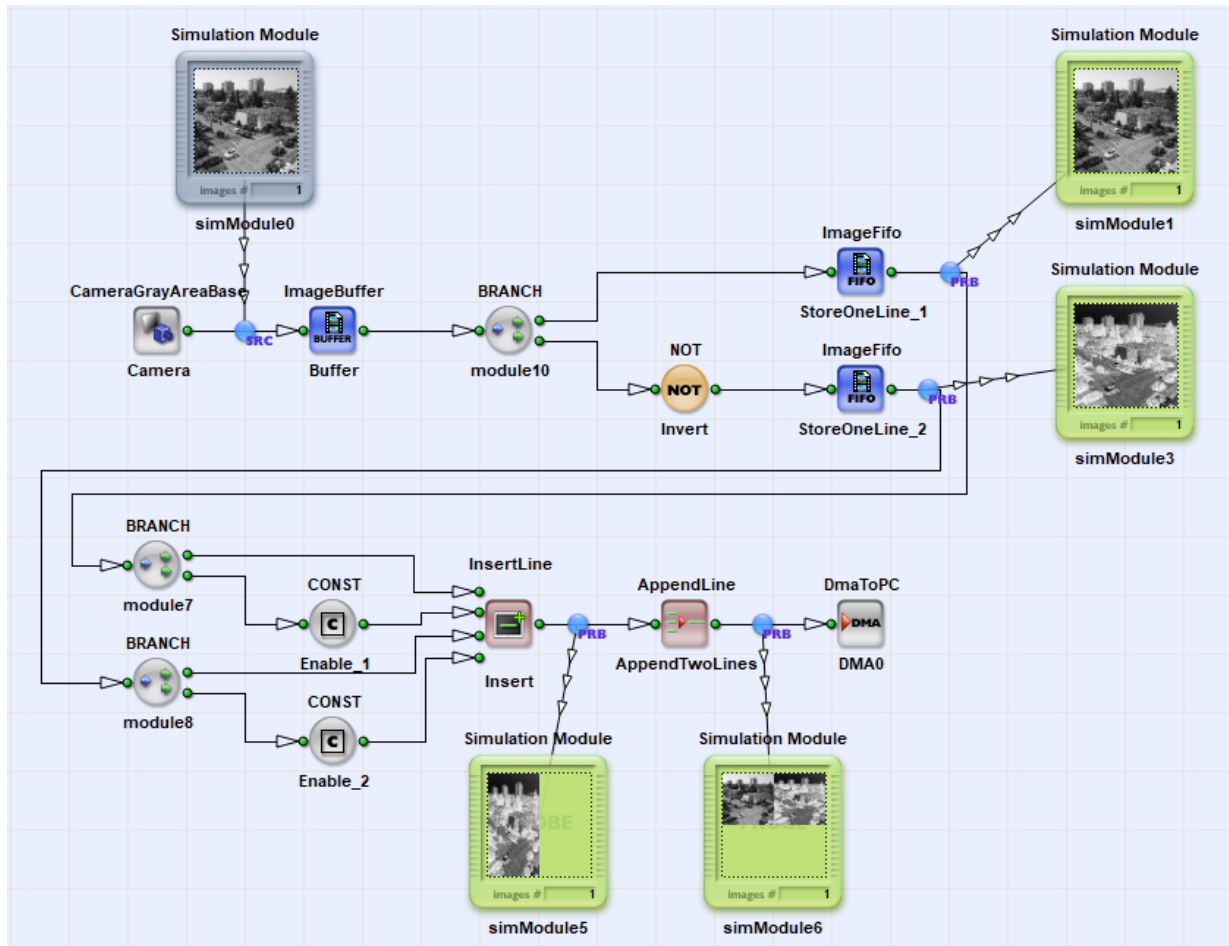 Simulation Module
images # 1
simModule0
Simulation Module
images # 1
simModule1
CameraGrayAreaBase
Camera
SRC
ImageBuffer
BUFFER
Buffer
BRANCH
module10
ImageFifo
FIFO
StoreOneLine_1
PRB
NOT
NOT
Invert
ImageFifo
FIFO
StoreOneLine_2
PRB
Simulation Module
images # 1
simModule3
BRANCH
module7
CONST
C
Enable_1
BRANCH
module8
CONST
C
Enable_2
InsertLine
Insert
PRB
AppendLine
AppendTwoLines
PRB
DmaToPC
DMA
DMA0
Simulation Module
images # 1
simModule5
Simulation Module
images # 1
simModule6